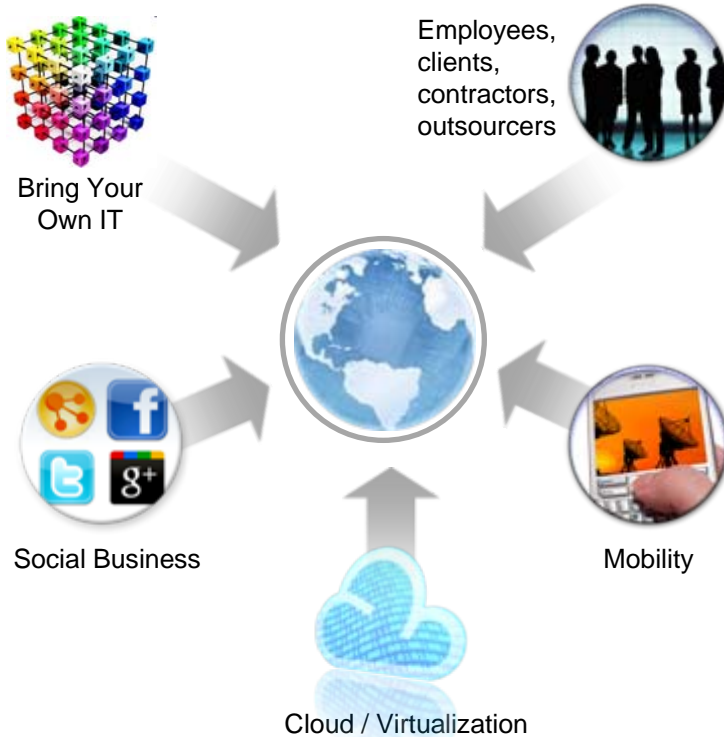 Employees,
clients,
contractors,
outsourcers
Bring Your
Own IT
f
t
g+
Social Business
Mobility
Cloud / Virtualization